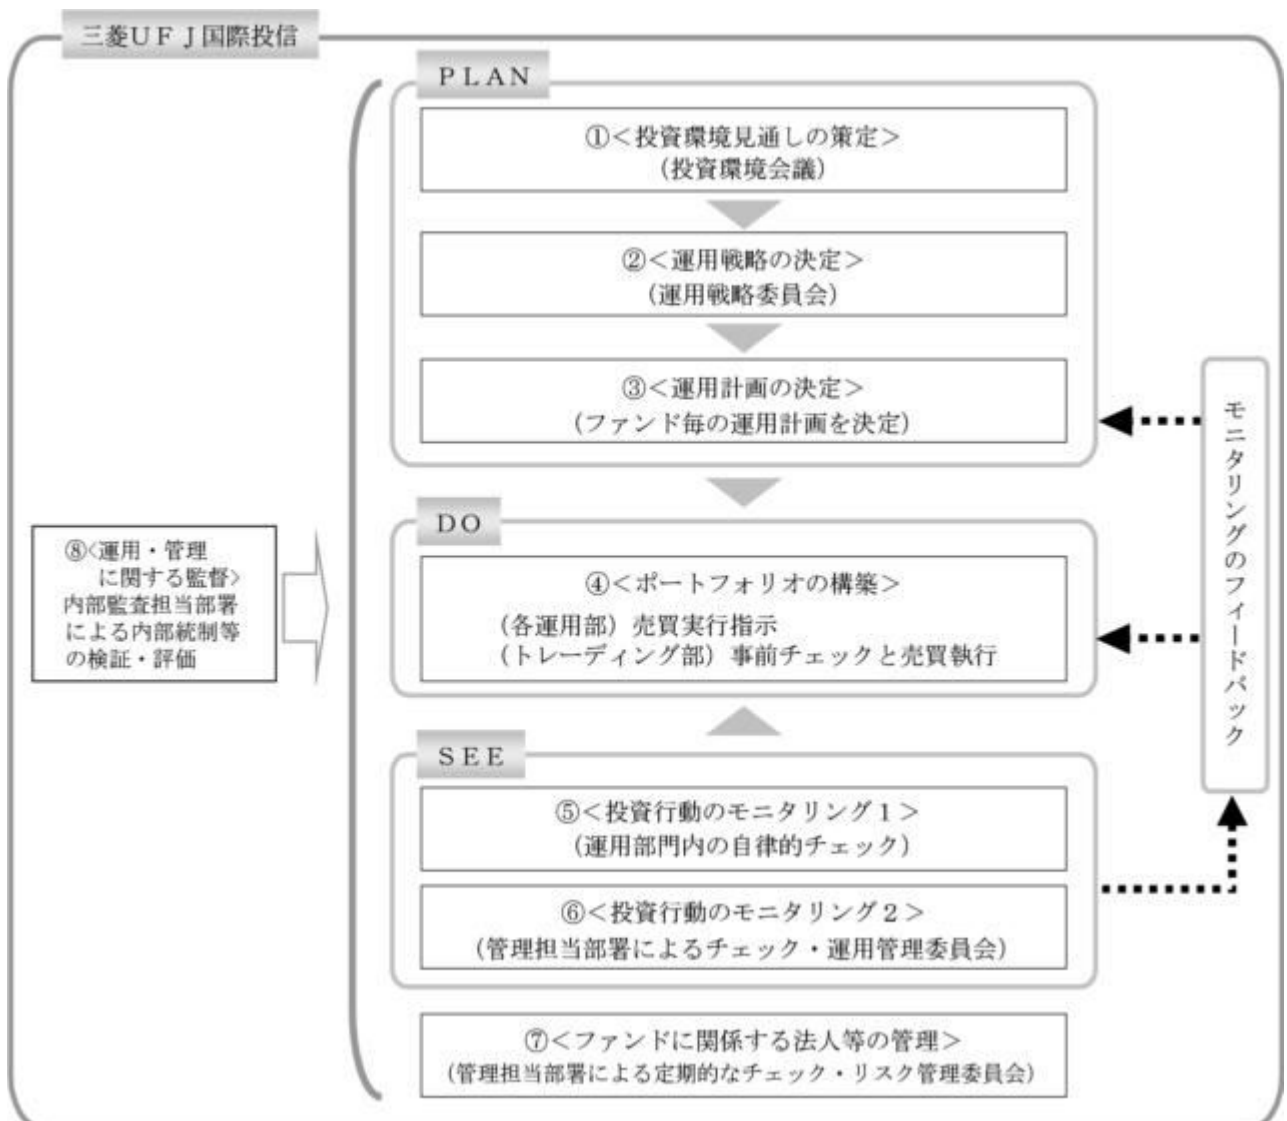 三菱UFJ国際投信
PLAN
①<投資環境見通しの策定>
(投資環境会議)
②<運用戦略の決定>
(運用戦略委員会)
③<運用計画の決定>
(ファンド毎の運用計画を決定)
DO
④<ポートフォリオの構築>
(各運用部)売買実行指示
(トレーディング部)事前チェックと売買執行
SEE
⑤<投資行動のモニタリング1>
(運用部門内の自律的チェック)
⑥<投資行動のモニタリング2>
(管理担当部署によるチェック・運用管理委員会)
⑦<ファンドに関係する法人等の管理>
(管理担当部署による定期的なチェック・リスク管理委員会)
⑧<運用・管理
に関する監督>
内部監査担当部署
による内部統制等
の検証・評価
モニタリングのフィードバック